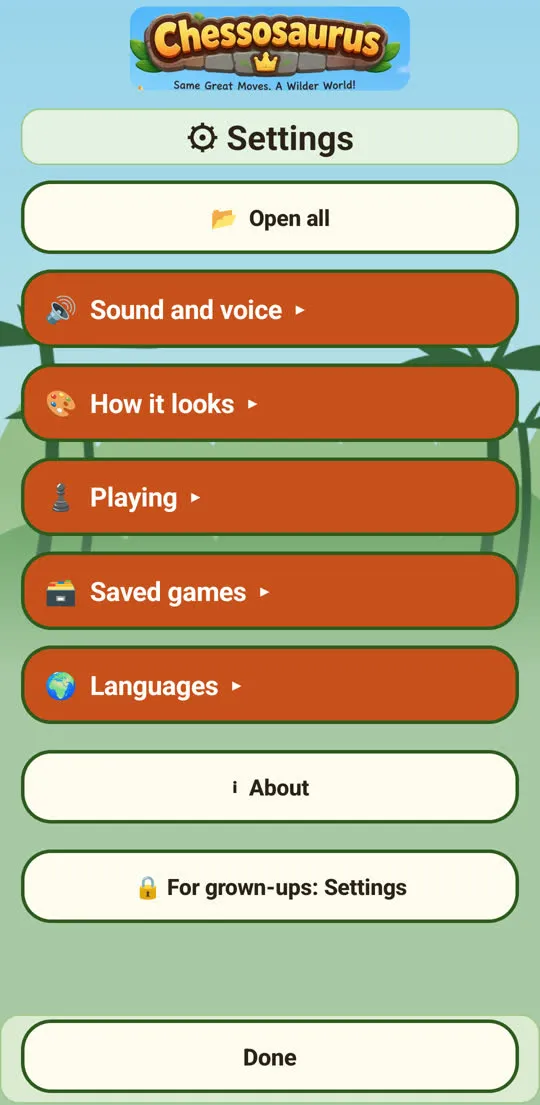 Chessosaurus
Same Great Moves. A Wilder World!
⚙ Settings
📂 Open all
🔊 Sound and voice ▸
🎨 How it looks ▸
♟ Playing ▸
🗃 Saved games ▸
🌍 Languages ▸
i About
🔒 For grown-ups: Settings
Done